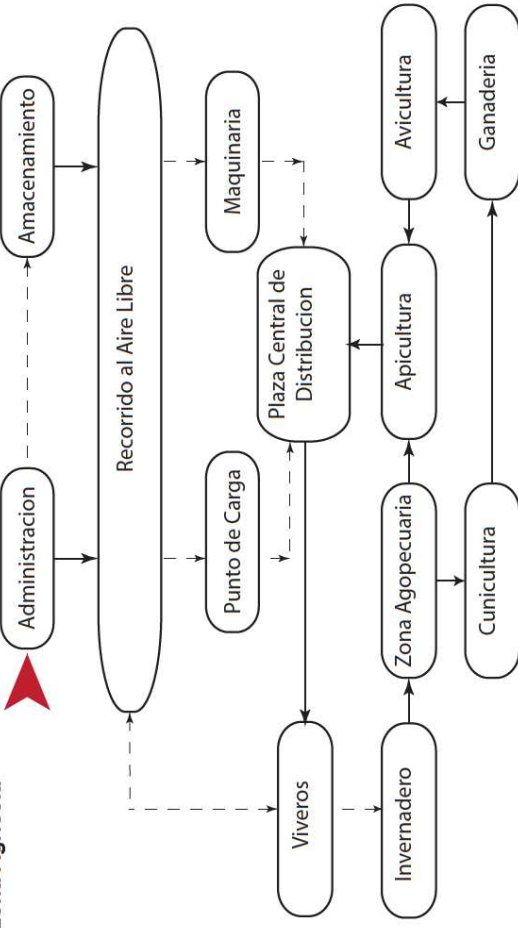 Administracion
Amacenamiento
Recorrido al Aire Libre
Punto de Carga
Maquinaria
Plaza Central de
Distribucion
Viveros
Invernadero
Zona Agopecuaria
Apicultura
Avicultura
Cunicultura
Ganaderia